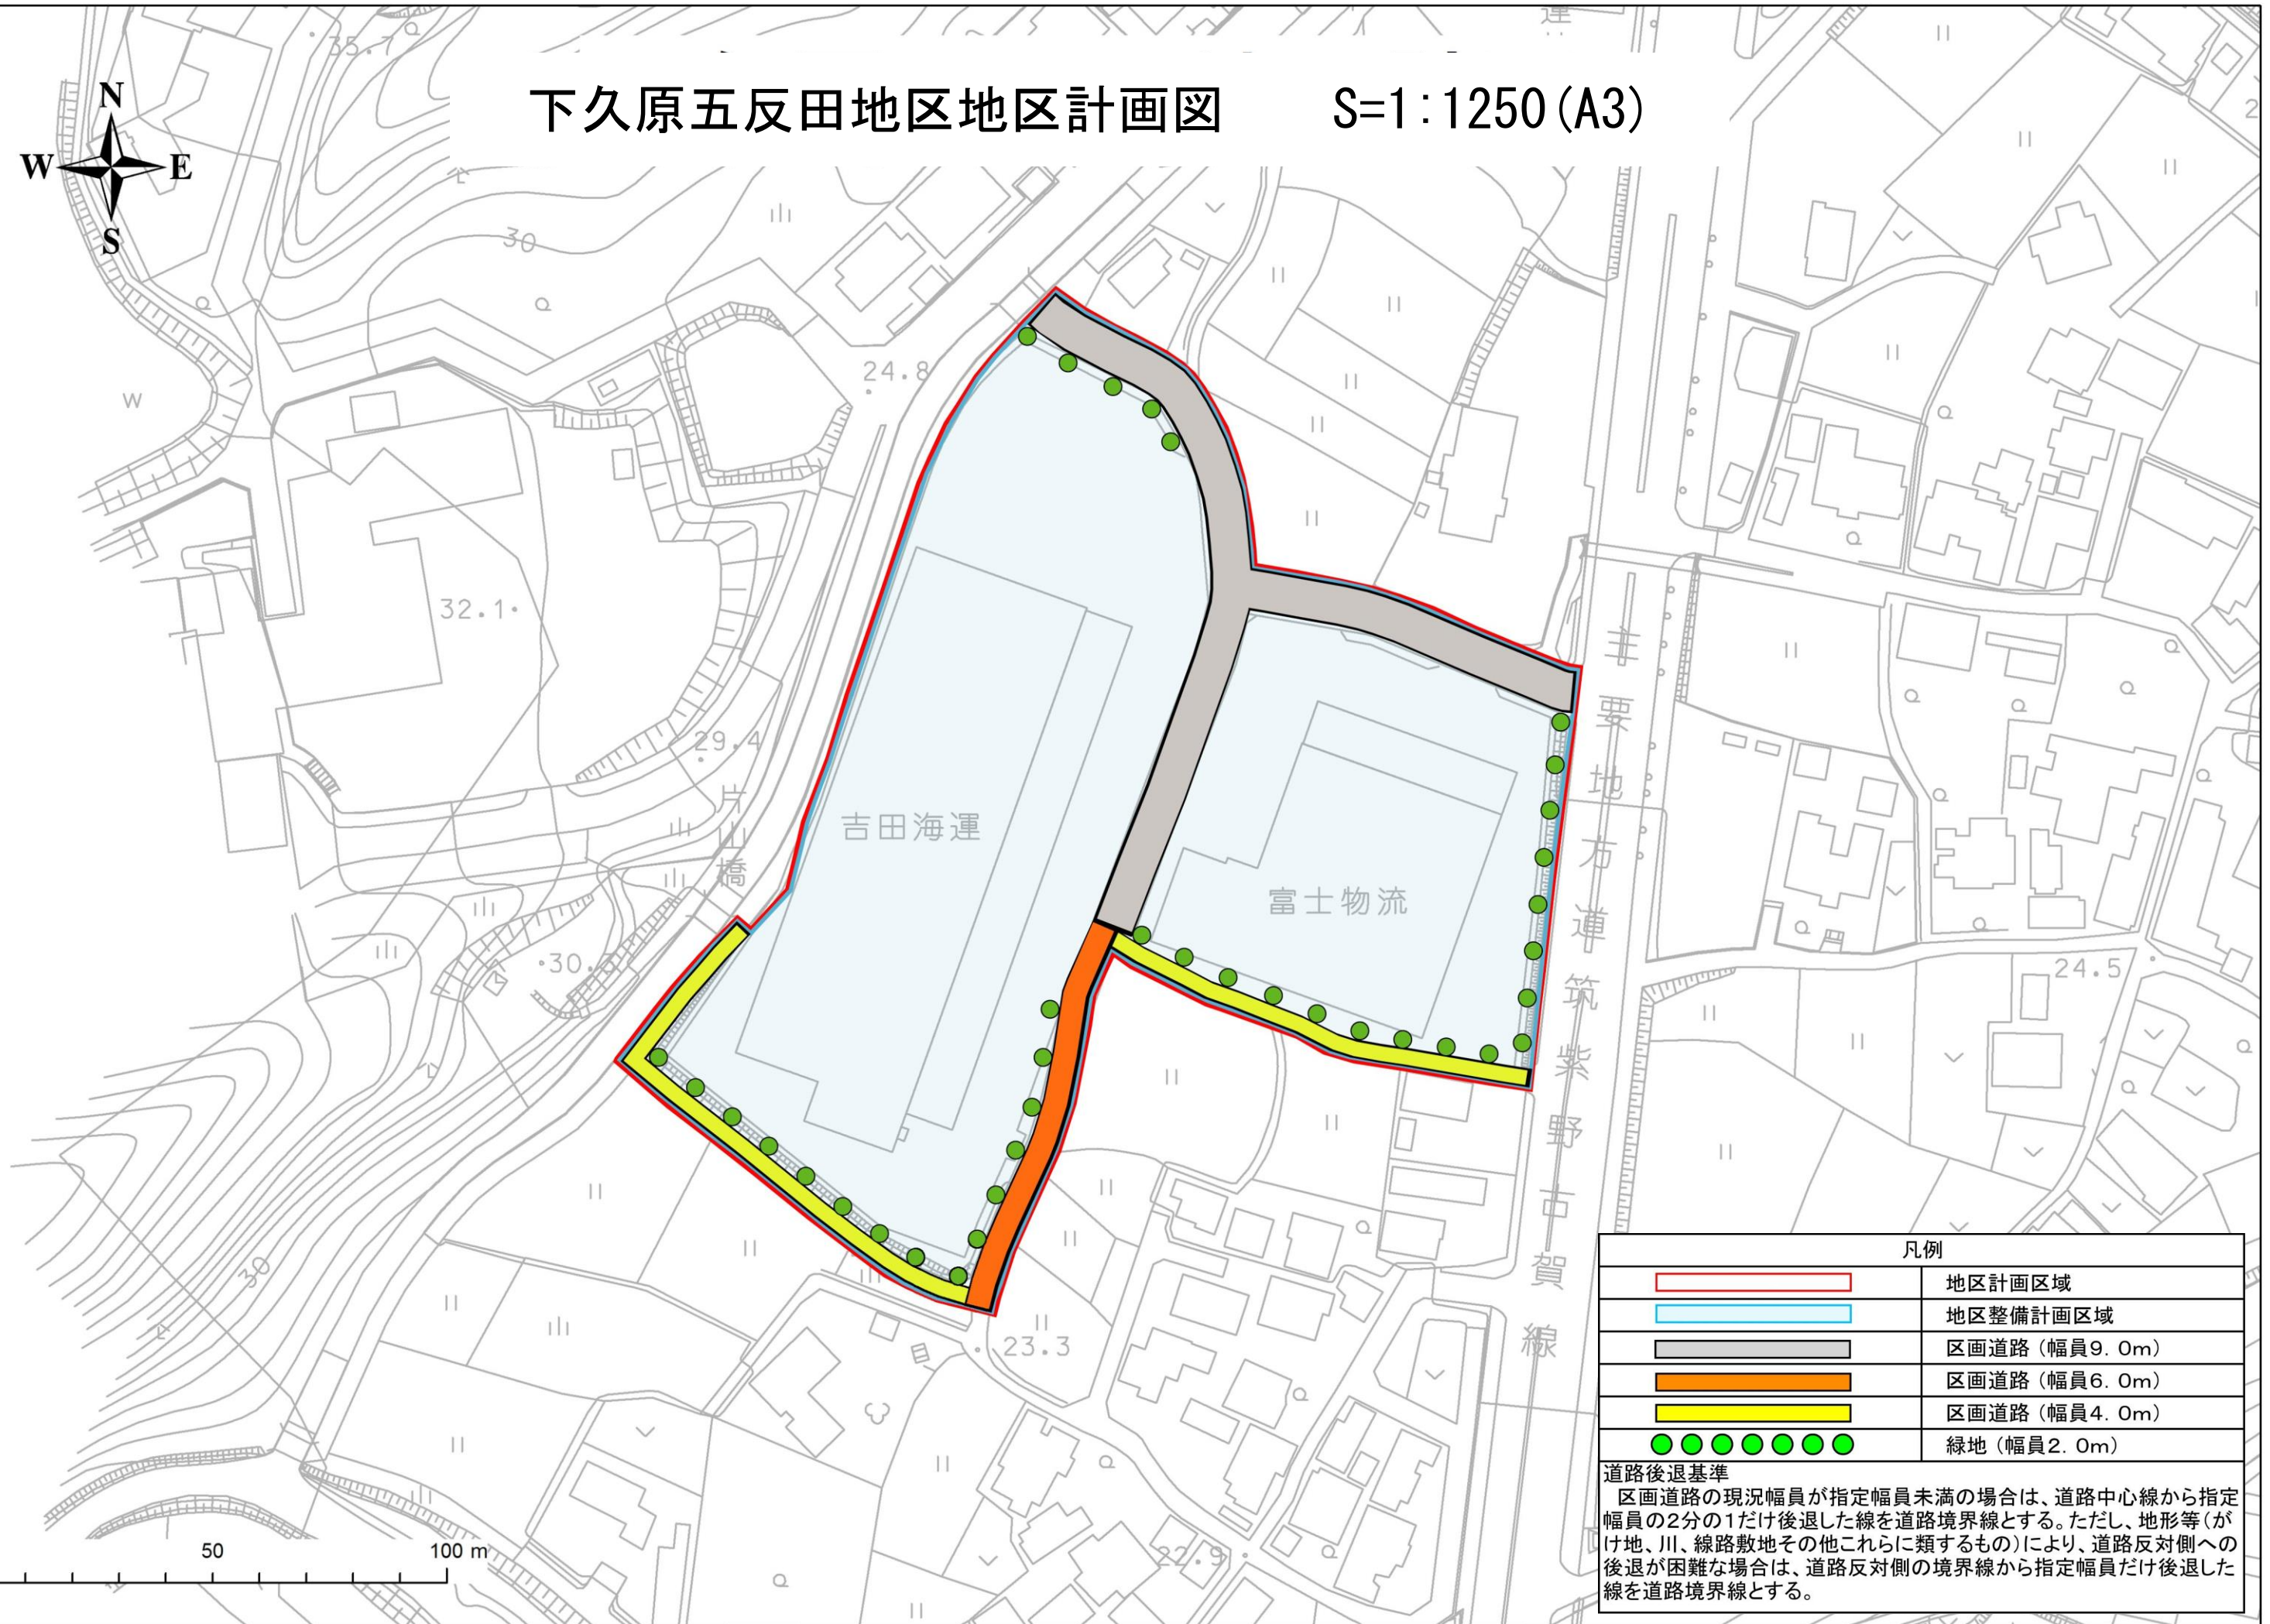 下久原五反田地区地区計画図 S=1:1250(A3)
N
W E
S
35.7
30
24.8
32.1
29.4
片山橋
30.3
吉田海運
富士物流
主要地方道筑紫野古賀線
24.5
30
23.3
22.9
50 100 m
凡例
地区計画区域
地区整備計画区域
区画道路(幅員9.0m)
区画道路(幅員6.0m)
区画道路(幅員4.0m)
緑地(幅員2.0m)
道路後退基準
区画道路の現況幅員が指定幅員未満の場合は、道路中心線から指定
幅員の2分の1だけ後退した線を道路境界線とする。ただし、地形等(が
け地、川、線路敷地その他これらに類するもの)により、道路反対側への
後退が困難な場合は、道路反対側の境界線から指定幅員だけ後退した
線を道路境界線とする。